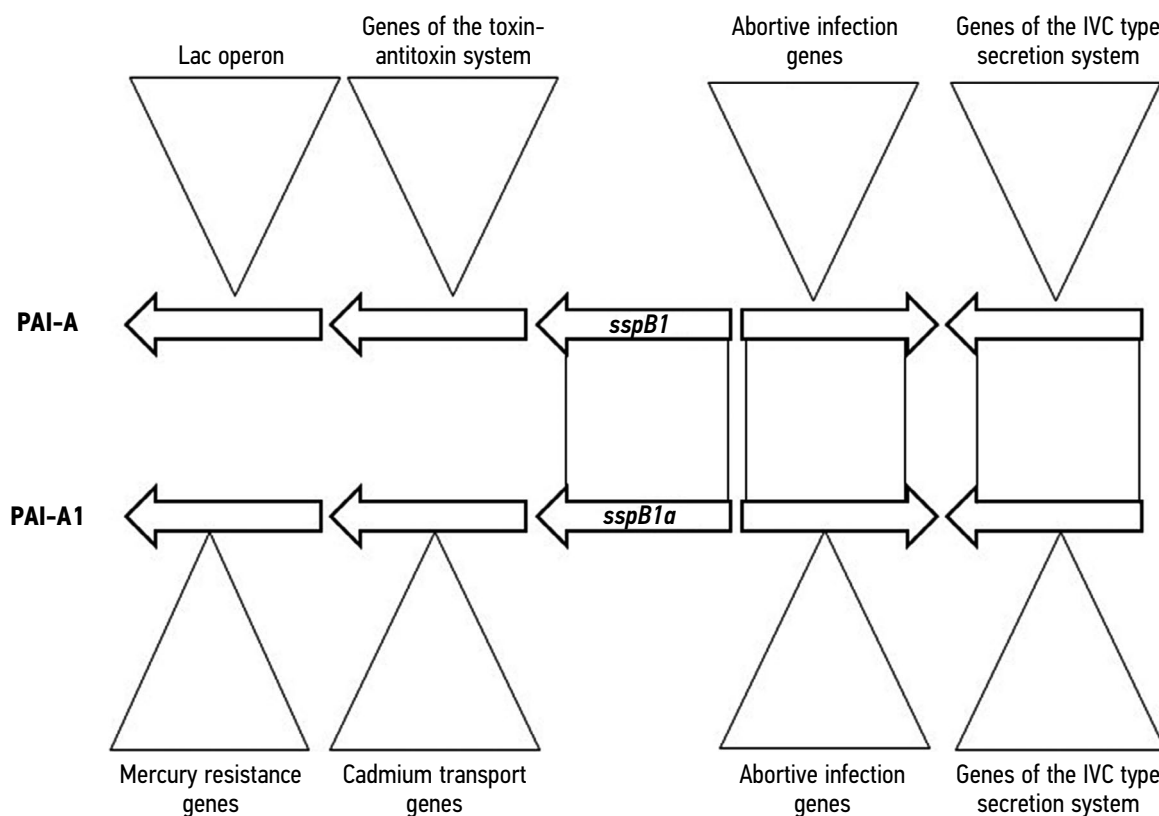 Lac operon
Genes of the toxin-
antitoxin system
Abortive infection
genes
Genes of the IVC type
secretion system
PAI-A
sspB1
PAI-A1
sspB1a
Mercury resistance
genes
Cadmium transport
genes
Abortive infection
genes
Genes of the IVC type
secretion system